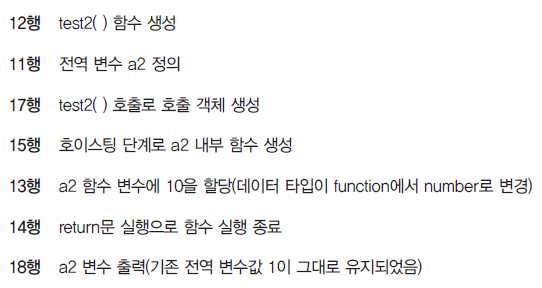 12행 test2( ) 함수 생성
11행 전역 변수 a2 정의
17행 test2( ) 호출로 호출 객체 생성
15행 호이스팅 단계로 a2 내부 함수 생성
13행 a2 함수 변수에 10을 할당(데이터 타입이 function에서 number로 변경)
14행 return문 실행으로 함수 실행 종료
18행 a2 변수 출력(기존 전역 변수값 1이 그대로 유지되었음)